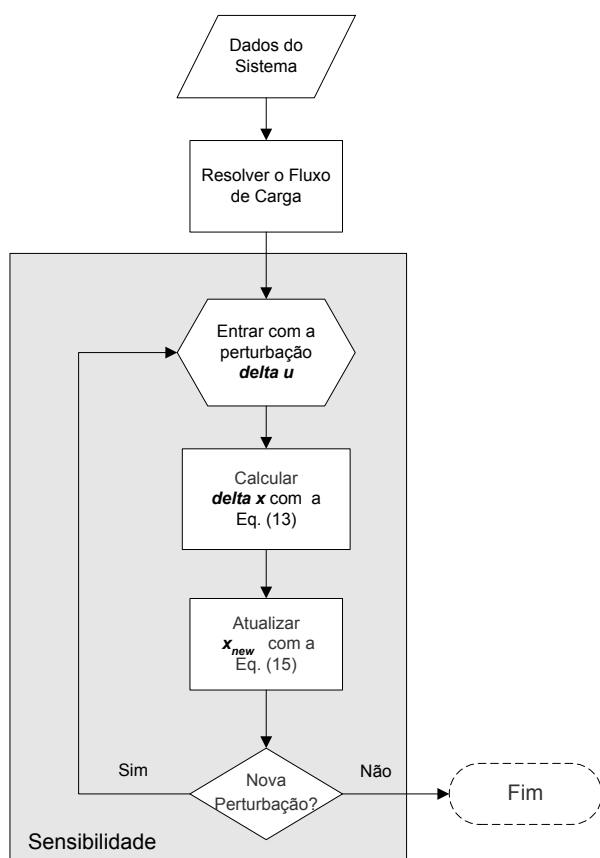 Dados do
Sistema
Resolver o Fluxo
de Carga
Entrar com a
perturbação
delta u
Calcular
delta x com a
Eq. (13)
Atualizar
xnew com a
Eq. (15)
Sim
Nova
Perturbação?
Não
Fim
Sensibilidade